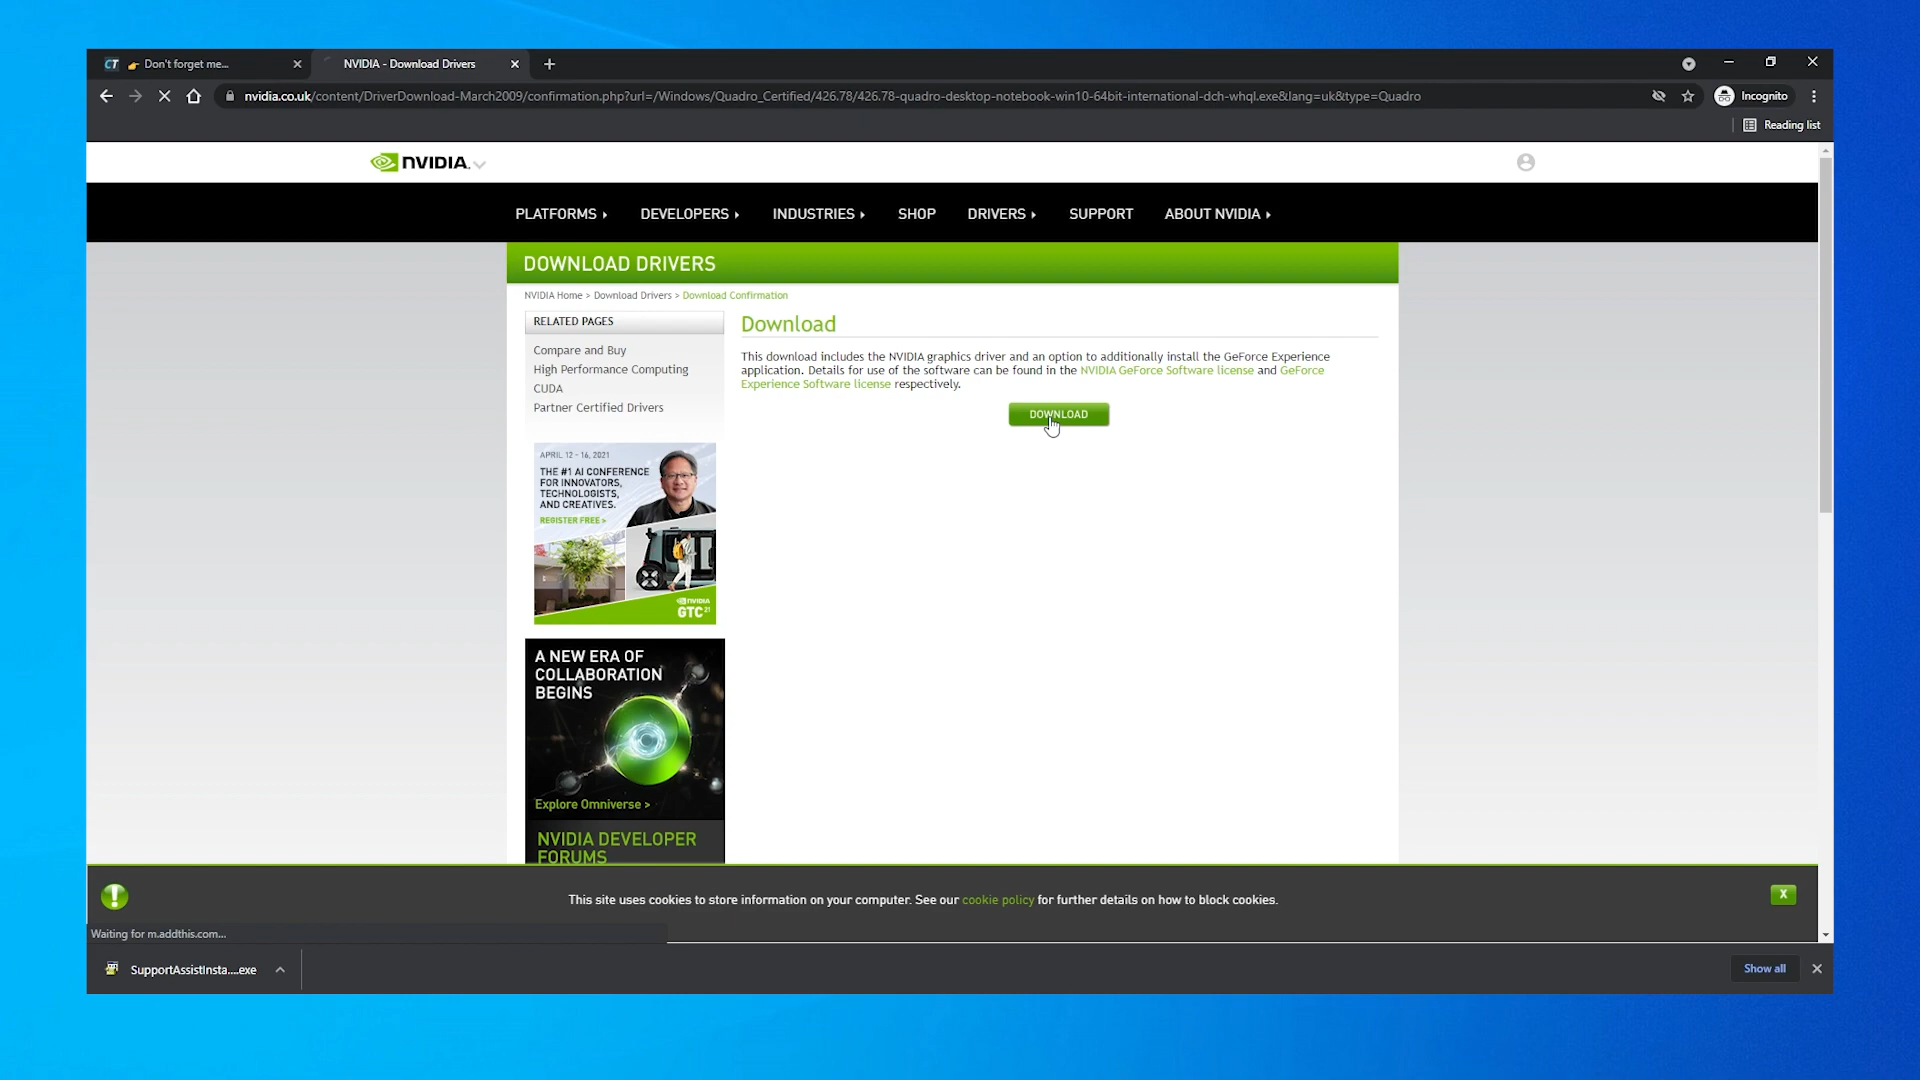 CT 👉 Don't forget me...
NVIDIA - Download Drivers
nvidia.co.uk/content/DriverDownload-March2009/confirmation.php?url=/Windows/Quadro_Certified/426.78/426.78-quadro-desktop-notebook-win10-64bit-international-dch-whql.exe&lang=uk&type=Quadro
Incognito
Reading list
NVIDIA.
PLATFORMS
DEVELOPERS
INDUSTRIES
SHOP
DRIVERS
SUPPORT
ABOUT NVIDIA
DOWNLOAD DRIVERS
NVIDIA Home > Download Drivers > Download Confirmation
RELATED PAGES
Compare and Buy
High Performance Computing
CUDA
Partner Certified Drivers
Download
This download includes the NVIDIA graphics driver and an option to additionally install the GeForce Experience
application. Details for use of the software can be found in the NVIDIA GeForce Software license and GeForce
Experience Software license respectively.
DOWNLOAD
APRIL 12 - 16, 2021
THE #1 AI CONFERENCE
FOR INNOVATORS,
TECHNOLOGISTS,
AND CREATIVES.
REGISTER FREE >
NVIDIA
GTC 21
A NEW ERA OF
COLLABORATION
BEGINS
Explore Omniverse >
NVIDIA DEVELOPER
FORUMS
This site uses cookies to store information on your computer. See our cookie policy for further details on how to block cookies.
X
Waiting for m.addthis.com...
SupportAssistInsta....exe
Show all